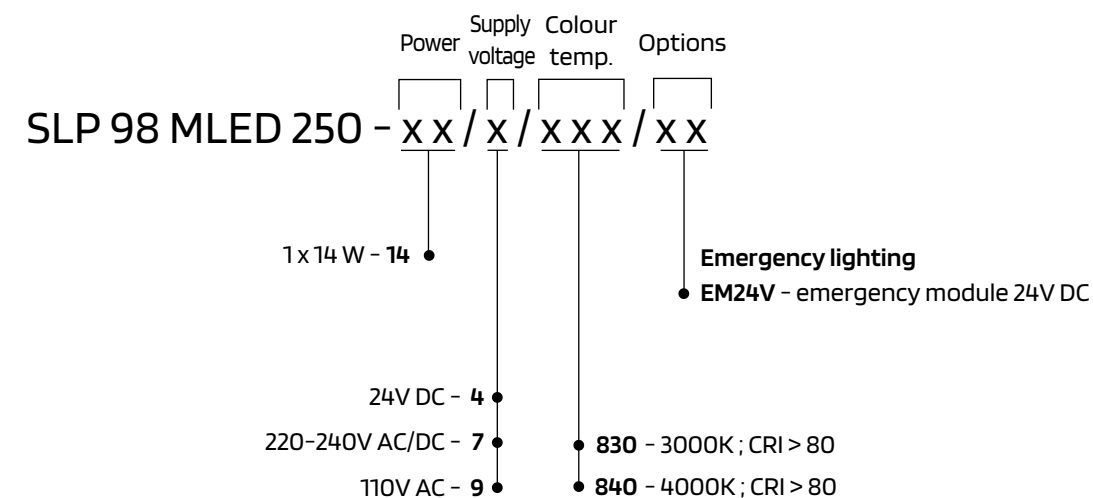 Power Supply voltage Colour temp. Options
SLP 98 MLED 250 - x x / x / x x x / x x
1 x 14 W - 14
Emergency lighting
EM24V - emergency module 24V DC
24V DC - 4
220-240V AC/DC - 7
830 - 3000K ; CRI > 80
110V AC - 9
840 - 4000K ; CRI > 80